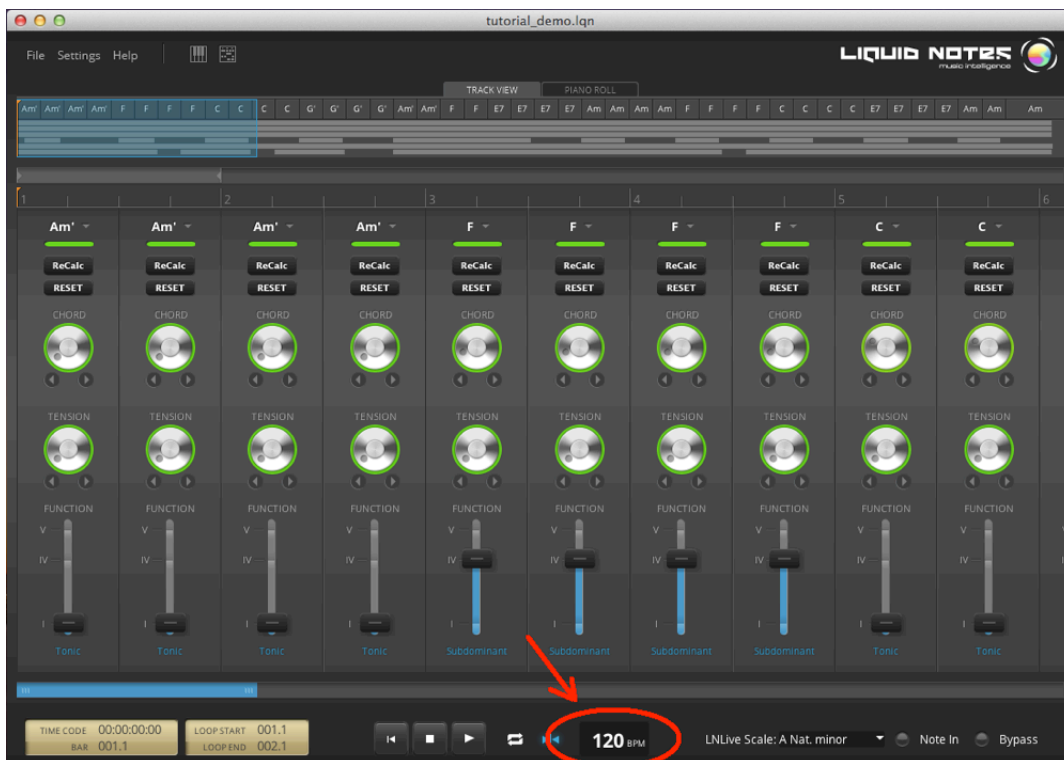 tutorial_demo.lqn
File Settings Help
LIQUID NOTES
music intelligence
TRACK VIEW PIANO ROLL
Am' Am' Am' Am' F F F F C C C C G' G' G' G' Am' Am' F F E7 E7 E7 E7 Am Am Am Am F F F F C C C C E7 E7 E7 E7 Am Am Am
1 2 3 4 5 6
Am' Am' Am' Am' F F F F C C
ReCalc ReCalc ReCalc ReCalc ReCalc ReCalc ReCalc ReCalc ReCalc ReCalc
RESET RESET RESET RESET RESET RESET RESET RESET RESET RESET
CHORD CHORD CHORD CHORD CHORD CHORD CHORD CHORD CHORD CHORD
TENSION TENSION TENSION TENSION TENSION TENSION TENSION TENSION TENSION TENSION
FUNCTION FUNCTION FUNCTION FUNCTION FUNCTION FUNCTION FUNCTION FUNCTION FUNCTION FUNCTION
V V V V V V V V V V
IV IV IV IV IV IV IV IV IV IV
I I I I I I I I I I
Tonic Tonic Tonic Tonic Subdominant Subdominant Subdominant Subdominant Tonic Tonic
TIME CODE 00:00:00:00 LOOP START 001.1
BAR 001.1 LOOP END 002.1
120 BPM LNLive Scale: A Nat. minor Note In Bypass